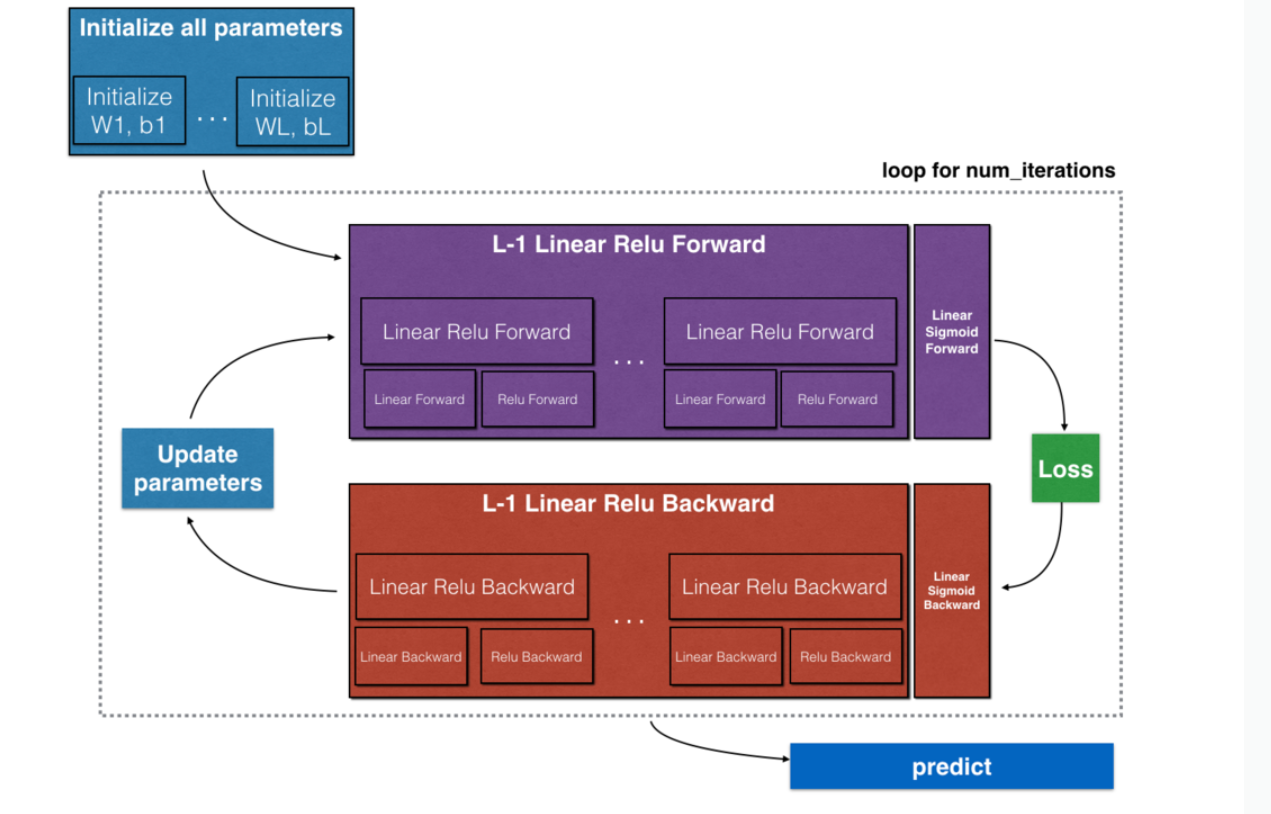 Initialize all parameters
Initialize
W1, b1
. . .
Initialize
WL, bL
loop for num_iterations
L-1 Linear Relu Forward
Linear Relu Forward
. . .
Linear Relu Forward
Linear Forward
Relu Forward
Linear Forward
Relu Forward
Linear
Sigmoid
Forward
Update
parameters
Loss
L-1 Linear Relu Backward
Linear Relu Backward
. . .
Linear Relu Backward
Linear Backward
Relu Backward
Linear Backward
Relu Backward
Linear
Sigmoid
Backward
predict